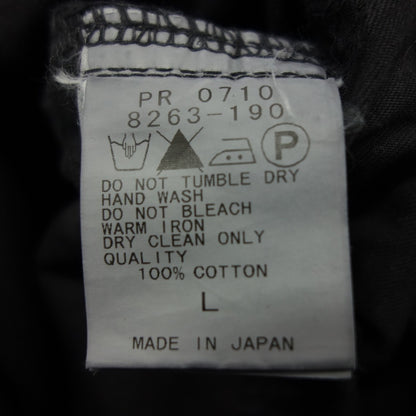 PR 0710
8263-190
P
DO NOT TUMBLE DRY
HAND WASH
DO NOT BLEACH
WARM IRON
DRY CLEAN ONLY
QUALITY
100% COTTON
L
MADE IN JAPAN